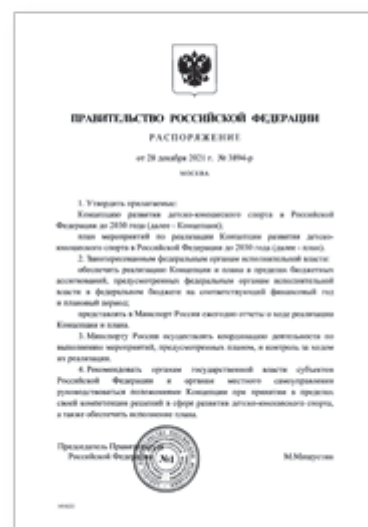 ПРАВИТЕЛЬСТВО РОССИЙСКОЙ ФЕДЕРАЦИИ
РАСПОРЯЖЕНИЕ
от 28 декабря 2021 г. № 3894-р
МОСКВА
1. Утвердить прилагаемые:
Концепцию развития детско-юношеского спорта в Российской
Федерации до 2030 года (далее - Концепция);
план мероприятий по реализации Концепции развития детско-
юношеского спорта в Российской Федерации до 2030 года (далее - план).
2. Заинтересованным федеральным органам исполнительной власти:
обеспечить реализацию Концепции и плана в пределах бюджетных
ассигнований, предусмотренных федеральным органам исполнительной
власти в федеральном бюджете на соответствующий финансовый год
и плановый период;
представлять в Минспорт России ежегодно отчеты о ходе реализации
Концепции и плана.
3. Минспорту России осуществлять координацию деятельности по
выполнению мероприятий, предусмотренных планом, и контроль за ходом
их реализации.
4. Рекомендовать органам государственной власти субъектов
Российской Федерации и органам местного самоуправления
руководствоваться положениями Концепции при принятии в пределах
своей компетенции решений в сфере развития детско-юношеского спорта,
а также обеспечить исполнение плана.
Председатель Правительства
Российской Федерации
М.Мишустин
№1